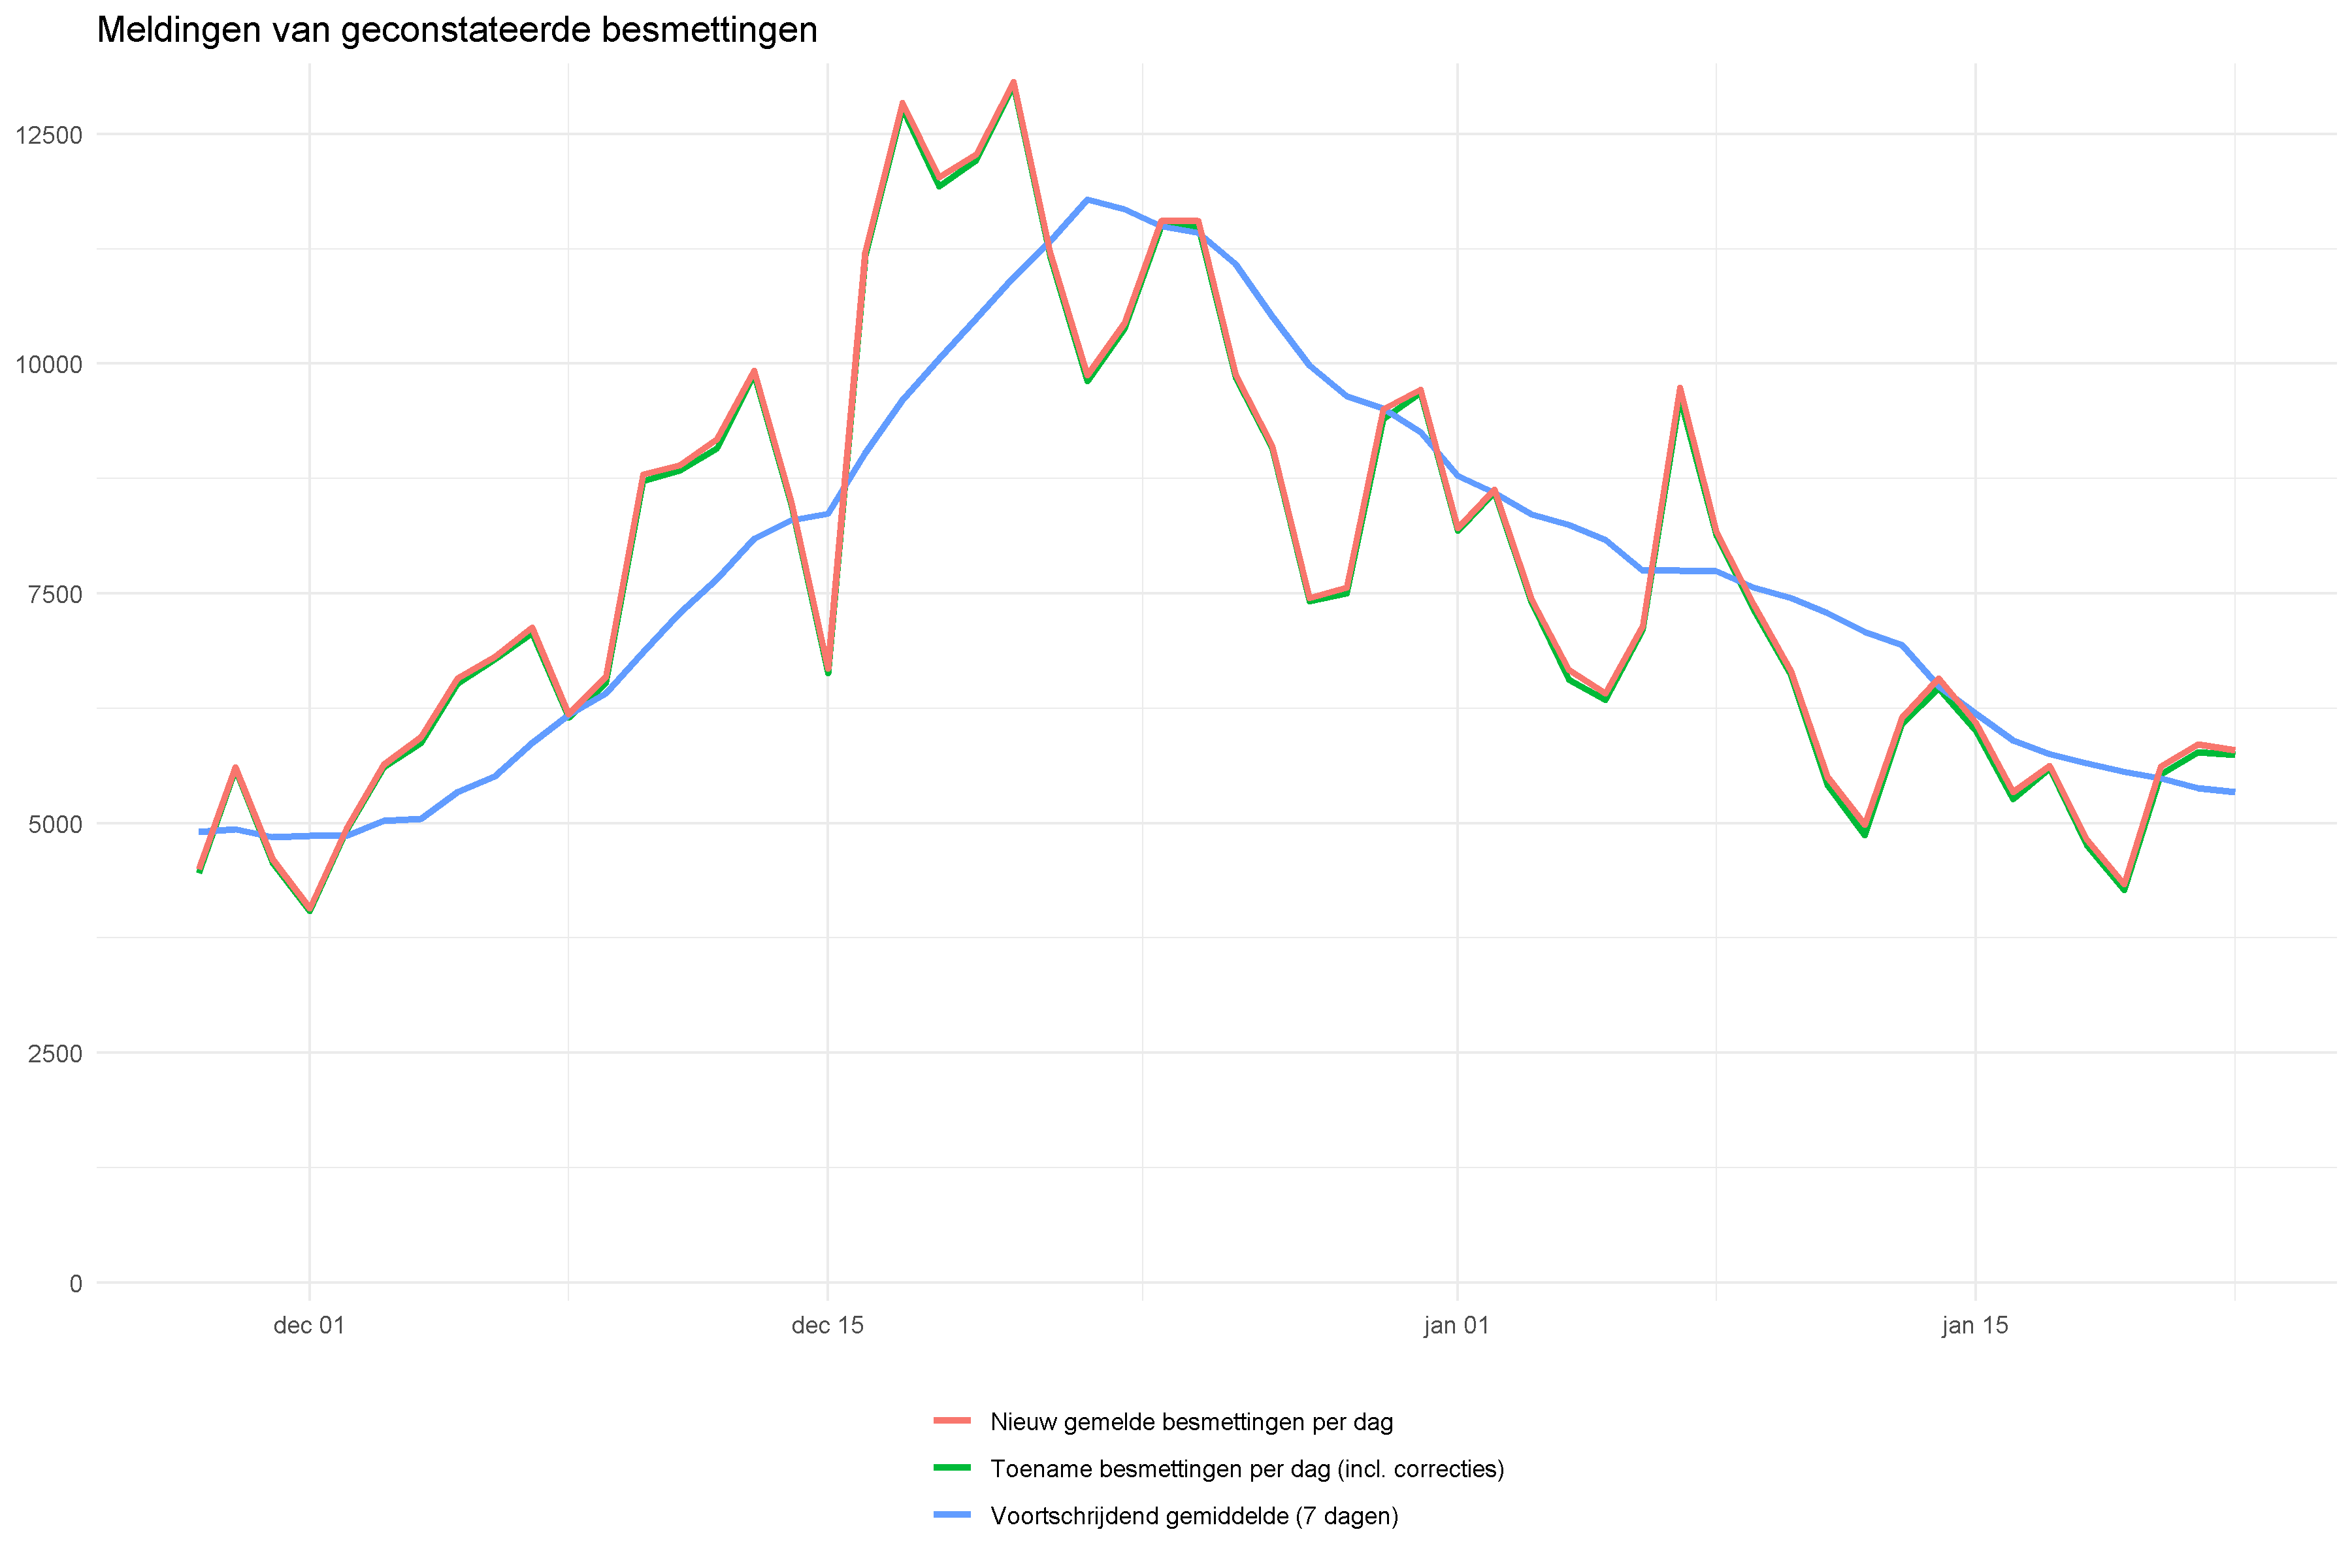 Meldingen van geconstateerde besmettingen
12500
10000
7500
5000
2500
0
dec 01
dec 15
jan 01
jan 15
Nieuw gemelde besmettingen per dag
Toename besmettingen per dag (incl. correcties)
Voortschrijdend gemiddelde (7 dagen)